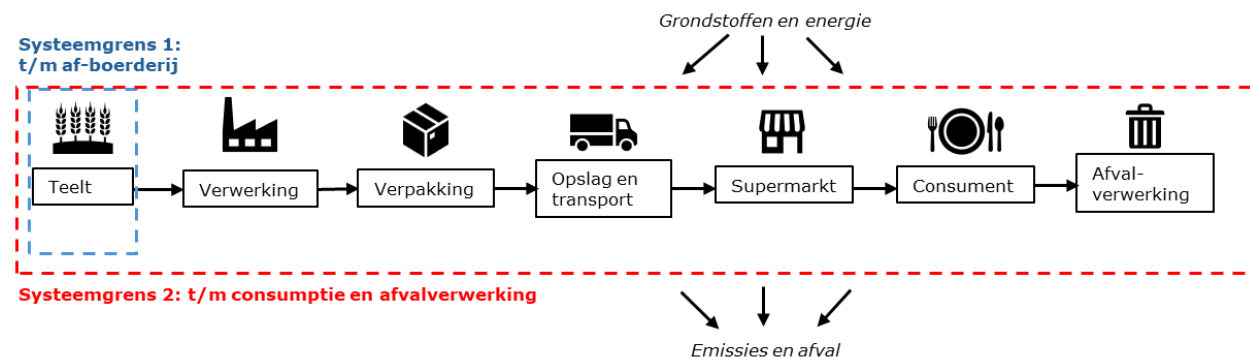 Grondstoffen en energie
Systeemgrens 1:
t/m af-boerderij
Teelt
Verwerking
Verpakking
Opslag en
transport
Supermarkt
Consument
Afval-
verwerking
Systeemgrens 2: t/m consumptie en afvalverwerking
Emissies en afval